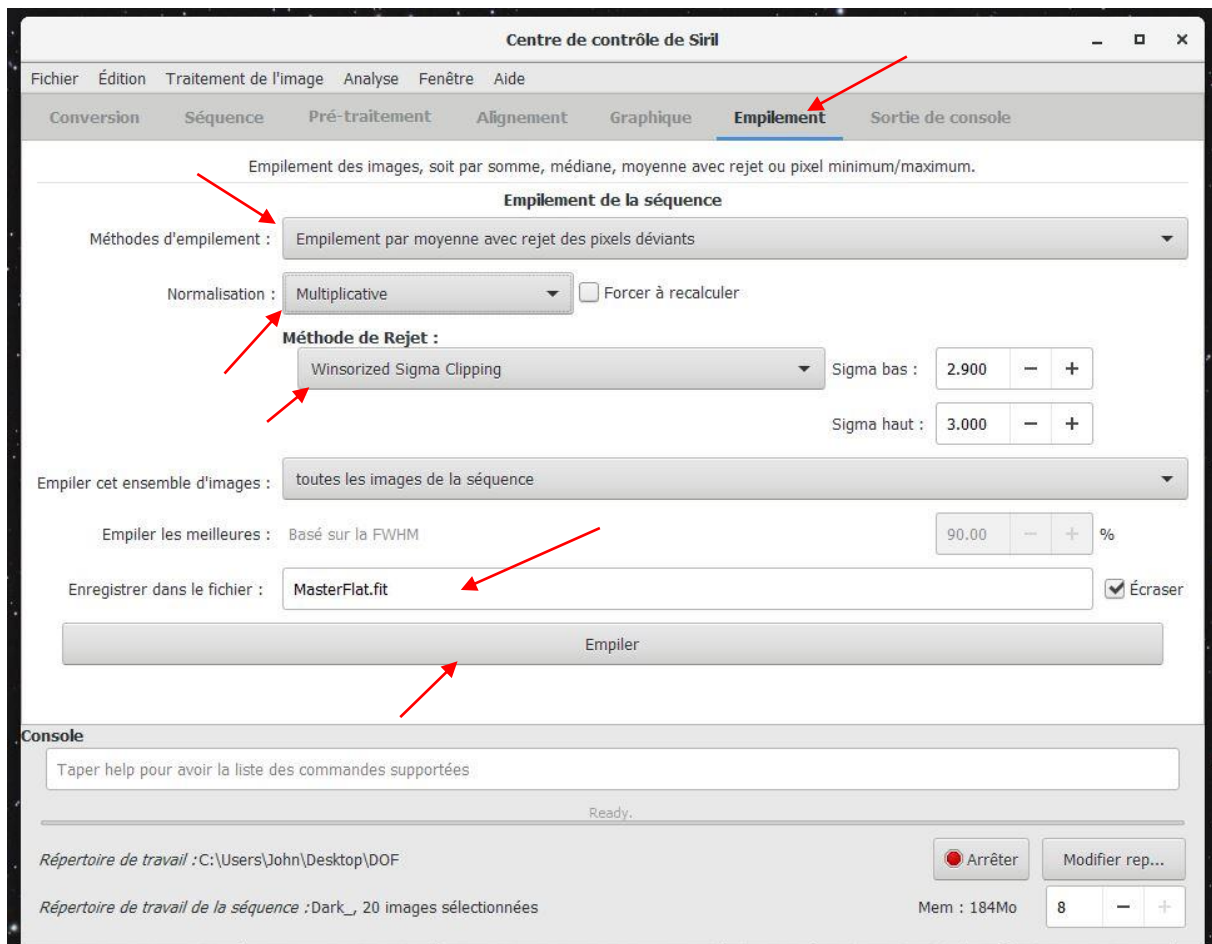 Centre de contrôle de Siril
Fichier Édition Traitement de l'image Analyse Fenêtre Aide
Conversion Séquence Pré-traitement Alignement Graphique Empilement Sortie de console
Empilement des images, soit par somme, médiane, moyenne avec rejet ou pixel minimum/maximum.
Empilement de la séquence
Méthodes d'empilement : Empilement par moyenne avec rejet des pixels déviants
Normalisation : Multiplicative Forcer à recalculer
Méthode de Rejet :
Winsorized Sigma Clipping Sigma bas : 2.900 − +
Sigma haut : 3.000 − +
Empiler cet ensemble d'images : toutes les images de la séquence
Empiler les meilleures : Basé sur la FWHM 90.00 − + %
Enregistrer dans le fichier : MasterFlat.fit Écraser
Empiler
Console
Taper help pour avoir la liste des commandes supportées
Ready.
Répertoire de travail :C:\Users\John\Desktop\DOF Arrêter Modifier rep...
Répertoire de travail de la séquence :Dark_, 20 images sélectionnées Mem : 184Mo 8 − +